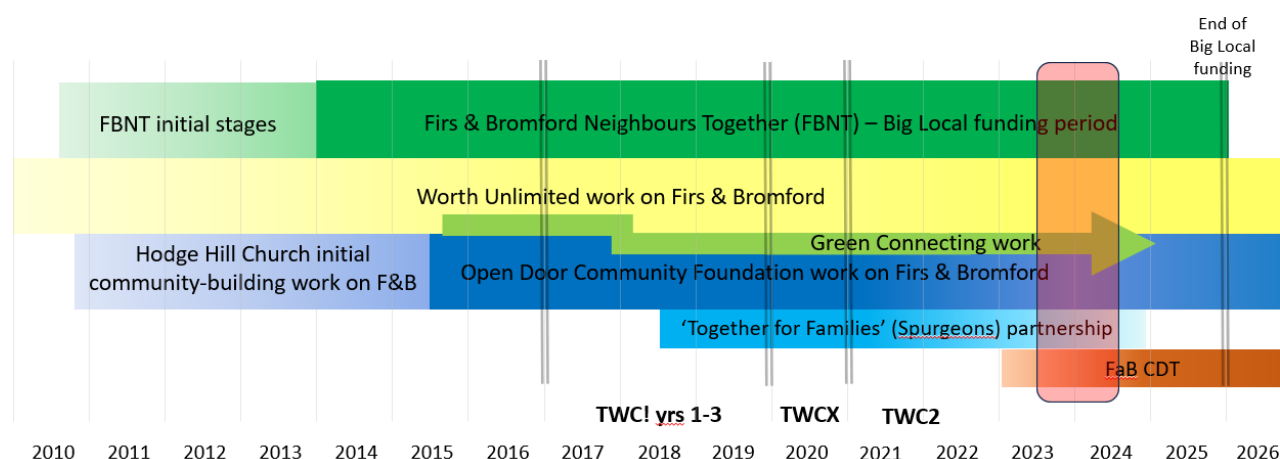 End of
Big Local
funding
FBNT initial stages
Firs & Bromford Neighbours Together (FBNT) – Big Local funding period
Worth Unlimited work on Firs & Bromford
Hodge Hill Church initial
community-building work on F&B
Green Connecting work
Open Door Community Foundation work on Firs & Bromford
‘Together for Families’ (Spurgeons) partnership
FaB CDT
TWC! yrs 1-3 TWCX TWC2
2010 2011 2012 2013 2014 2015 2016 2017 2018 2019 2020 2021 2022 2023 2024 2025 2026